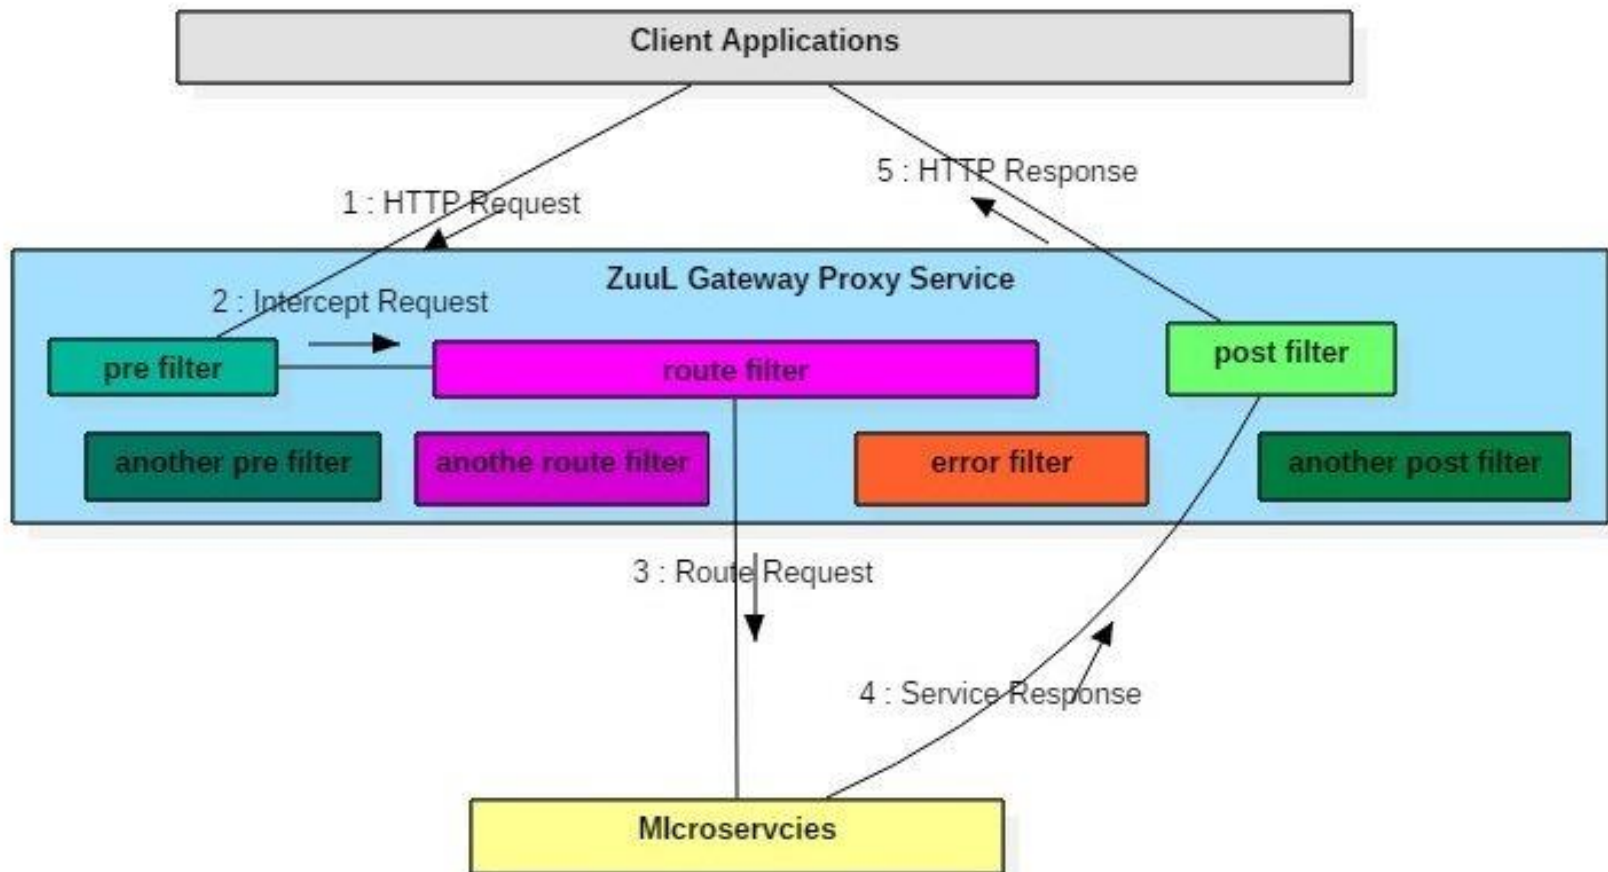 Client Applications
1 : HTTP Request
5 : HTTP Response
ZuuL Gateway Proxy Service
2 : Intercept Request
pre filter
route filter
post filter
another pre filter
anothe route filter
error filter
another post filter
3 : Route Request
4 : Service Response
MIcroservcies